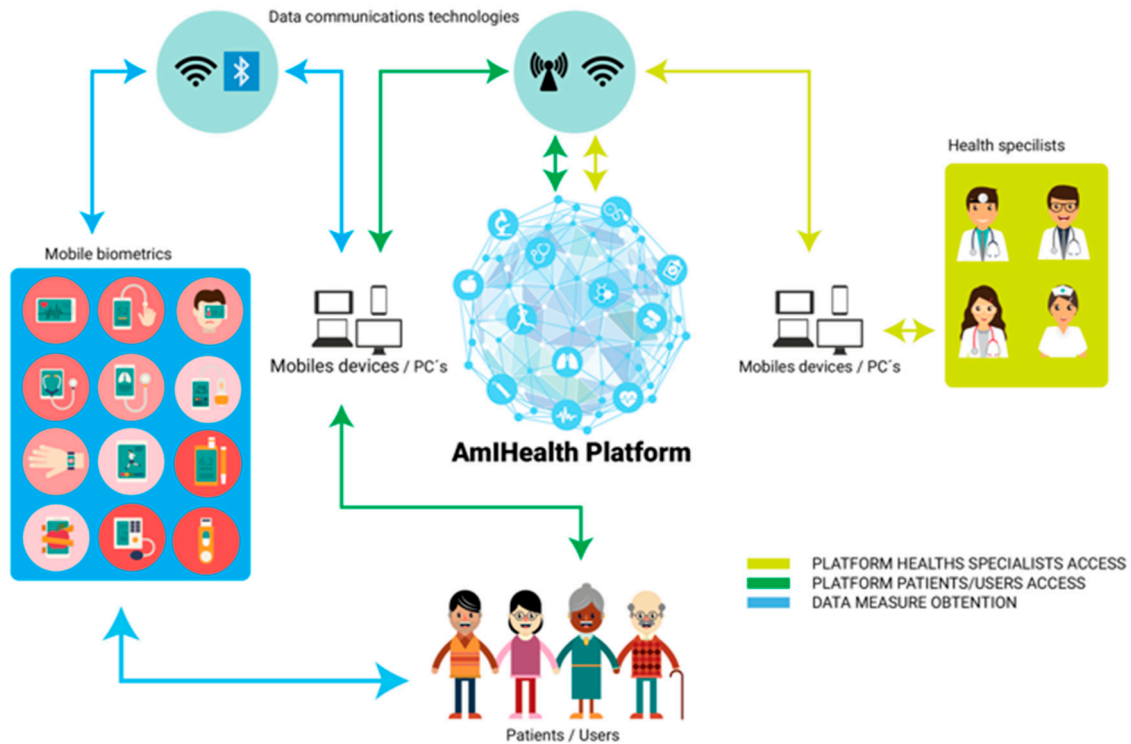 Data communications technologies
Health specilists
Mobile biometrics
Mobiles devices / PC´s
Mobiles devices / PC´s
AmIHealth Platform
PLATFORM HEALTHS SPECIALISTS ACCESS
PLATFORM PATIENTS/USERS ACCESS
DATA MEASURE OBTENTION
Patients / Users